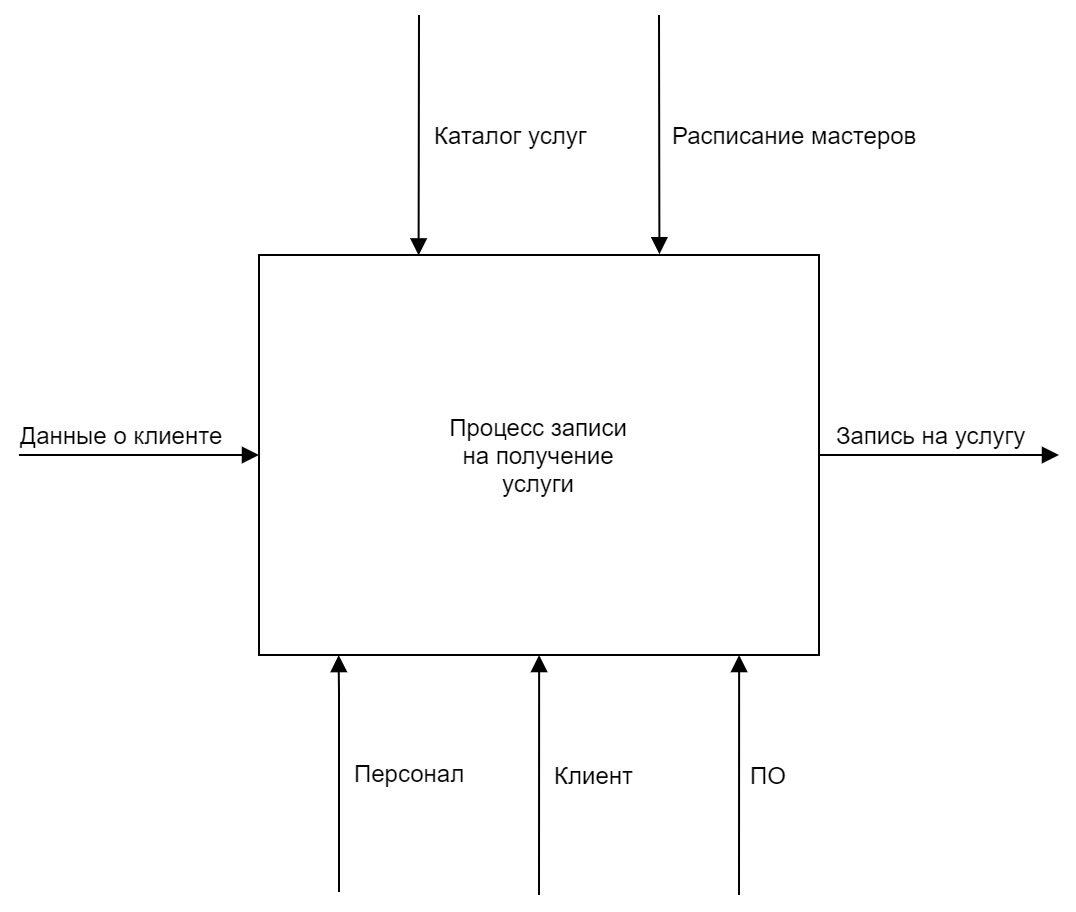 Каталог услуг
Расписание мастеров
Данные о клиенте
Процесс записи
на получение
услуги
Запись на услугу
Персонал
Клиент
ПО